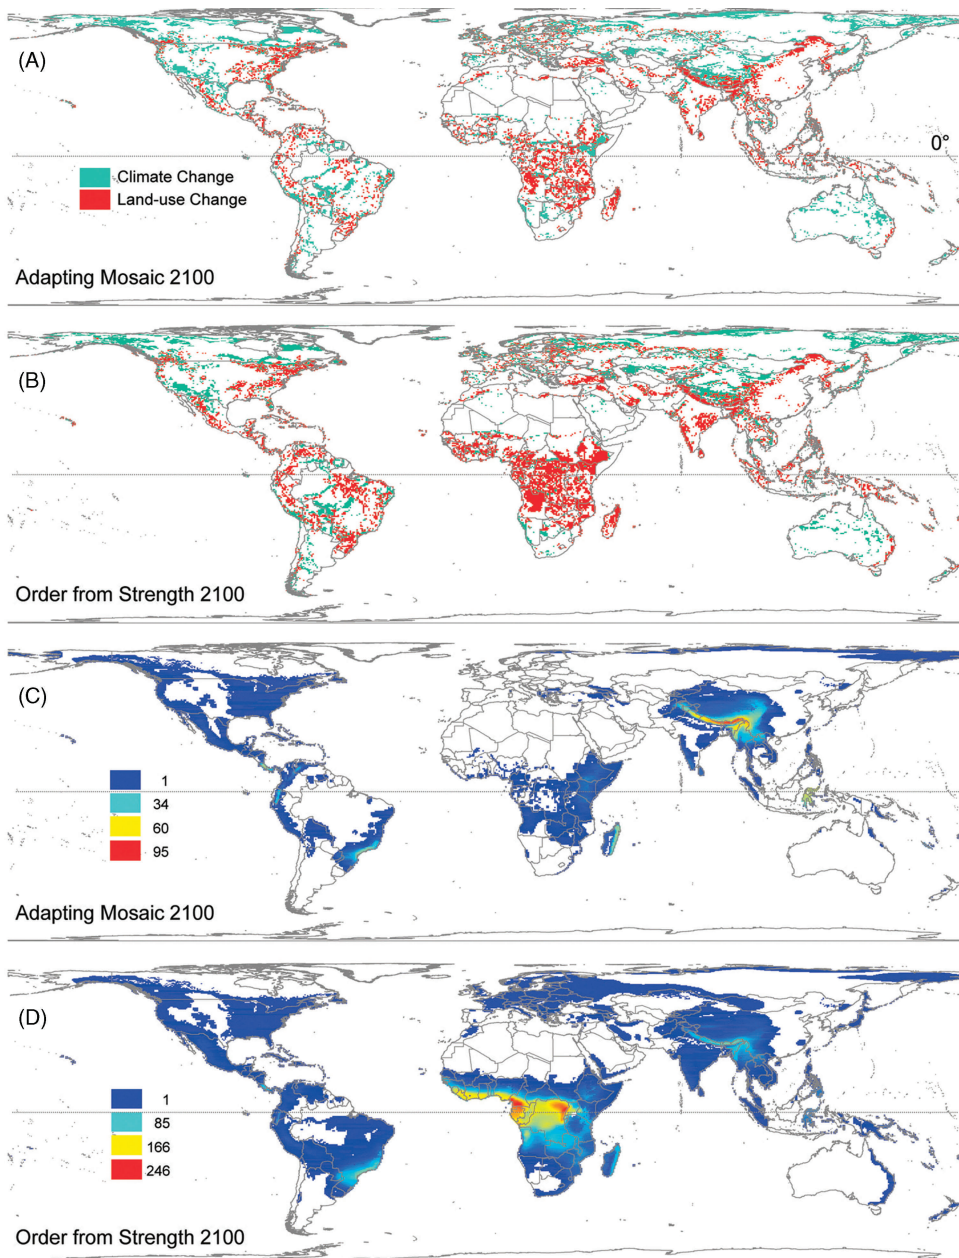 (A)
0°
Climate Change
Land-use Change
Adapting Mosaic 2100
(B)
Order from Strength 2100
(C)
1
34
60
95
Adapting Mosaic 2100
(D)
1
85
166
246
Order from Strength 2100